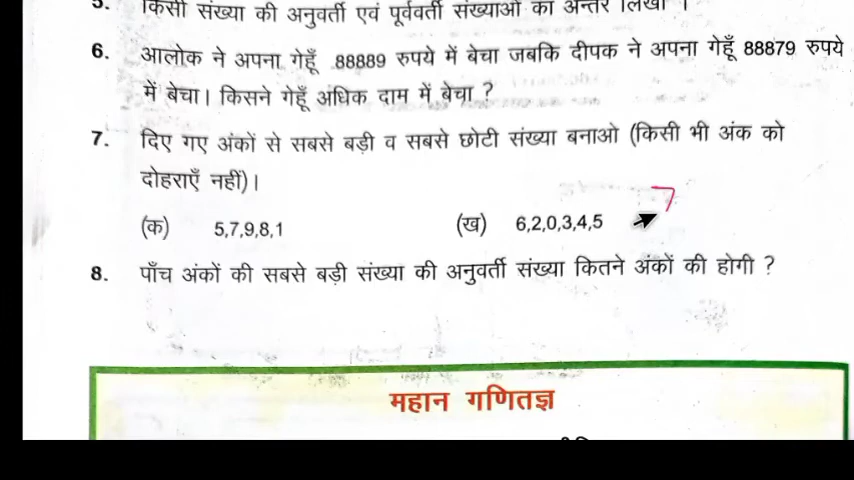 5. किसी संख्या की अनुवर्ती एवं पूर्ववर्ती संख्याओं का अन्तर लिखो ।
6. आलोक ने अपना गेहूँ 88889 रुपये में बेचा जबकि दीपक ने अपना गेहूँ 88879 रुपये
में बेचा। किसने गेहूँ अधिक दाम में बेचा ?
7. दिए गए अंकों से सबसे बड़ी व सबसे छोटी संख्या बनाओ (किसी भी अंक को
दोहराएँ नहीं)।
(क) 5,7,9,8,1 (ख) 6,2,0,3,4,5
8. पाँच अंकों की सबसे बड़ी संख्या की अनुवर्ती संख्या कितने अंकों की होगी ?
महान गणितज्ञ